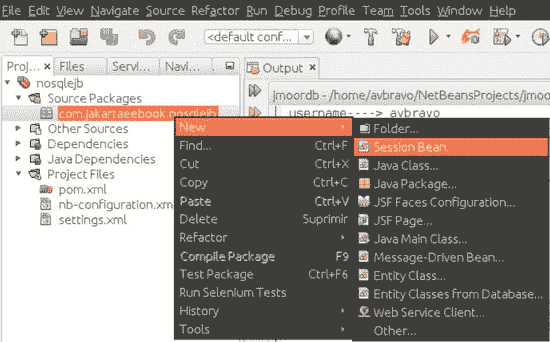 File Edit View Navigate Source Refactor Run Debug Profile Team Tools Window Help
<default conf...
Proj... Files Servi... Navi... Output
nosqlejb
Source Packages
com.jakartaeebook.nosqlejb
Other Sources
Dependencies
Java Dependencies
Project Files
pom.xml
nb-configuration.xml
settings.xml
jmoordb - /home/avbravo/NetBeansProjects/jmoor
username----> avbravo
New
Find... Ctrl+F
Cut Ctrl+X
Copy Ctrl+C
Paste Ctrl+V
Delete Suprimir
Refactor
Compile Package F9
Test Package Ctrl+F6
Run Selenium Tests
History
Tools
Folder...
Session Bean...
Java Class...
Java Package...
JSF Faces Configuration...
JSF Page...
Java Main Class...
Message-Driven Bean...
Entity Class...
Entity Classes from Database...
Web Service Client...
Other...